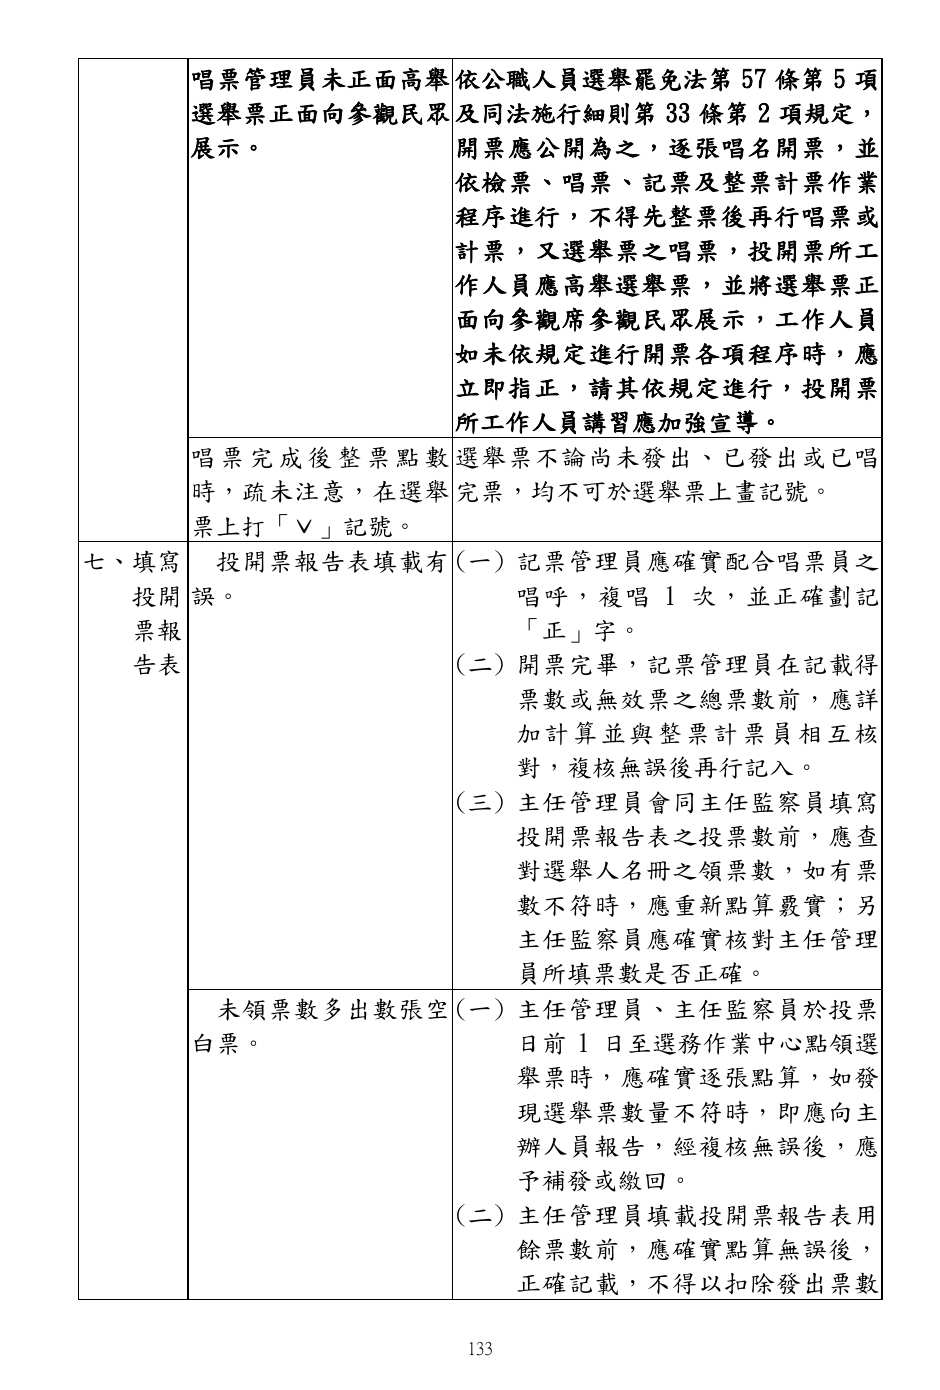 唱票管理員未正面高舉
選舉票正面向參觀民眾
展示。
依公職人員選舉罷免法第 57 條第 5 項
及同法施行細則第 33 條第 2 項規定，
開票應公開為之，逐張唱名開票，並
依檢票、唱票、記票及整票計票作業
程序進行，不得先整票後再行唱票或
計票，又選舉票之唱票，投開票所工
作人員應高舉選舉票，並將選舉票正
面向參觀席參觀民眾展示，工作人員
如未依規定進行開票各項程序時，應
立即指正，請其依規定進行，投開票
所工作人員講習應加強宣導。
唱票完成後整票點數
時，疏未注意，在選舉
票上打「∨」記號。
選舉票不論尚未發出、已發出或已唱
完票，均不可於選舉票上畫記號。
七、填寫
投開
票報
告表
投開票報告表填載有
誤。
(一) 記票管理員應確實配合唱票員之
唱呼，複唱 1 次，並正確劃記
「正」字。
(二) 開票完畢，記票管理員在記載得
票數或無效票之總票數前，應詳
加計算並與整票計票員相互核
對，複核無誤後再行記入。
(三) 主任管理員會同主任監察員填寫
投開票報告表之投票數前，應查
對選舉人名冊之領票數，如有票
數不符時，應重新點算覈實；另
主任監察員應確實核對主任管理
員所填票數是否正確。
未領票數多出數張空
白票。
(一) 主任管理員、主任監察員於投票
日前 1 日至選務作業中心點領選
舉票時，應確實逐張點算，如發
現選舉票數量不符時，即應向主
辦人員報告，經複核無誤後，應
予補發或繳回。
(二) 主任管理員填載投開票報告表用
餘票數前，應確實點算無誤後，
正確記載，不得以扣除發出票數
133